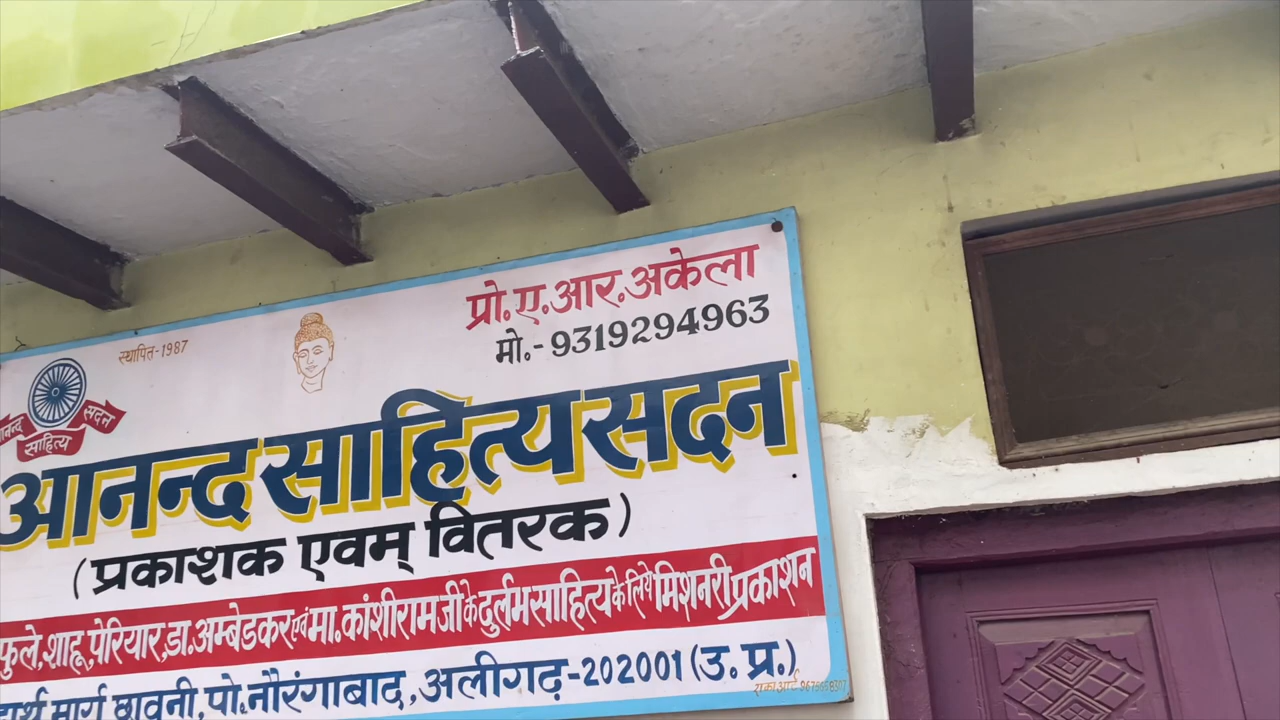 स्थापित-1987
प्रो.ए.आर.अकेला
मो.-9319294963
सदन
साहित्य
आनन्द साहित्य सदन
(प्रकाशक एवम् वितरक)
फुले,शाहू,पेरियार,डा.अम्बेडकर एवं मा.कांशीराम जी के दुर्लभ साहित्य के लिये मिशनरी प्रकाशन
मार्ग छावनी,पो.नौरंगाबाद,अलीगढ़-202001(उ.प्र.)